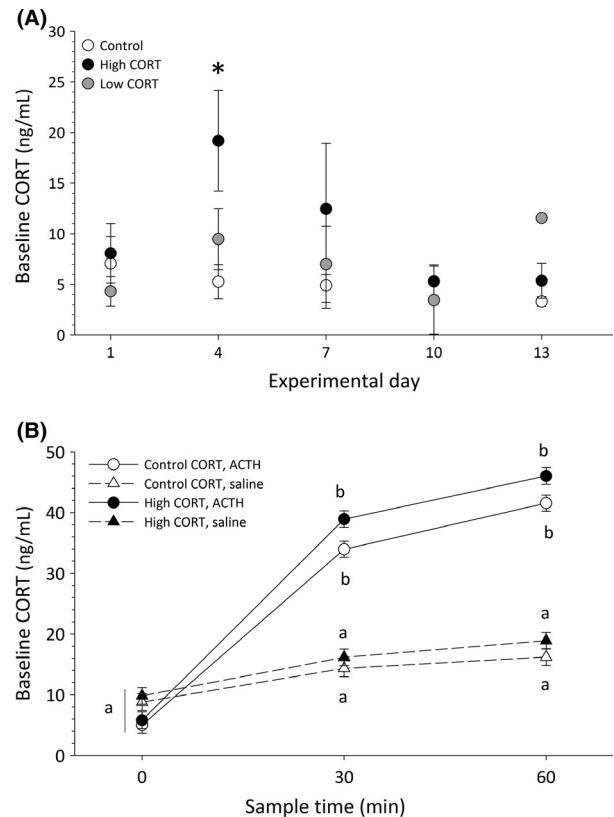 (A)
30
25
20
15
10
5
0
Baseline CORT (ng/mL)
Control
High CORT
Low CORT
*
1
4
7
10
13
Experimental day
(B)
50
40
30
20
10
0
Baseline CORT (ng/mL)
Control CORT, ACTH
Control CORT, saline
High CORT, ACTH
High CORT, saline
b
b
b
b
a
a
a
a
a
0
30
60
Sample time (min)